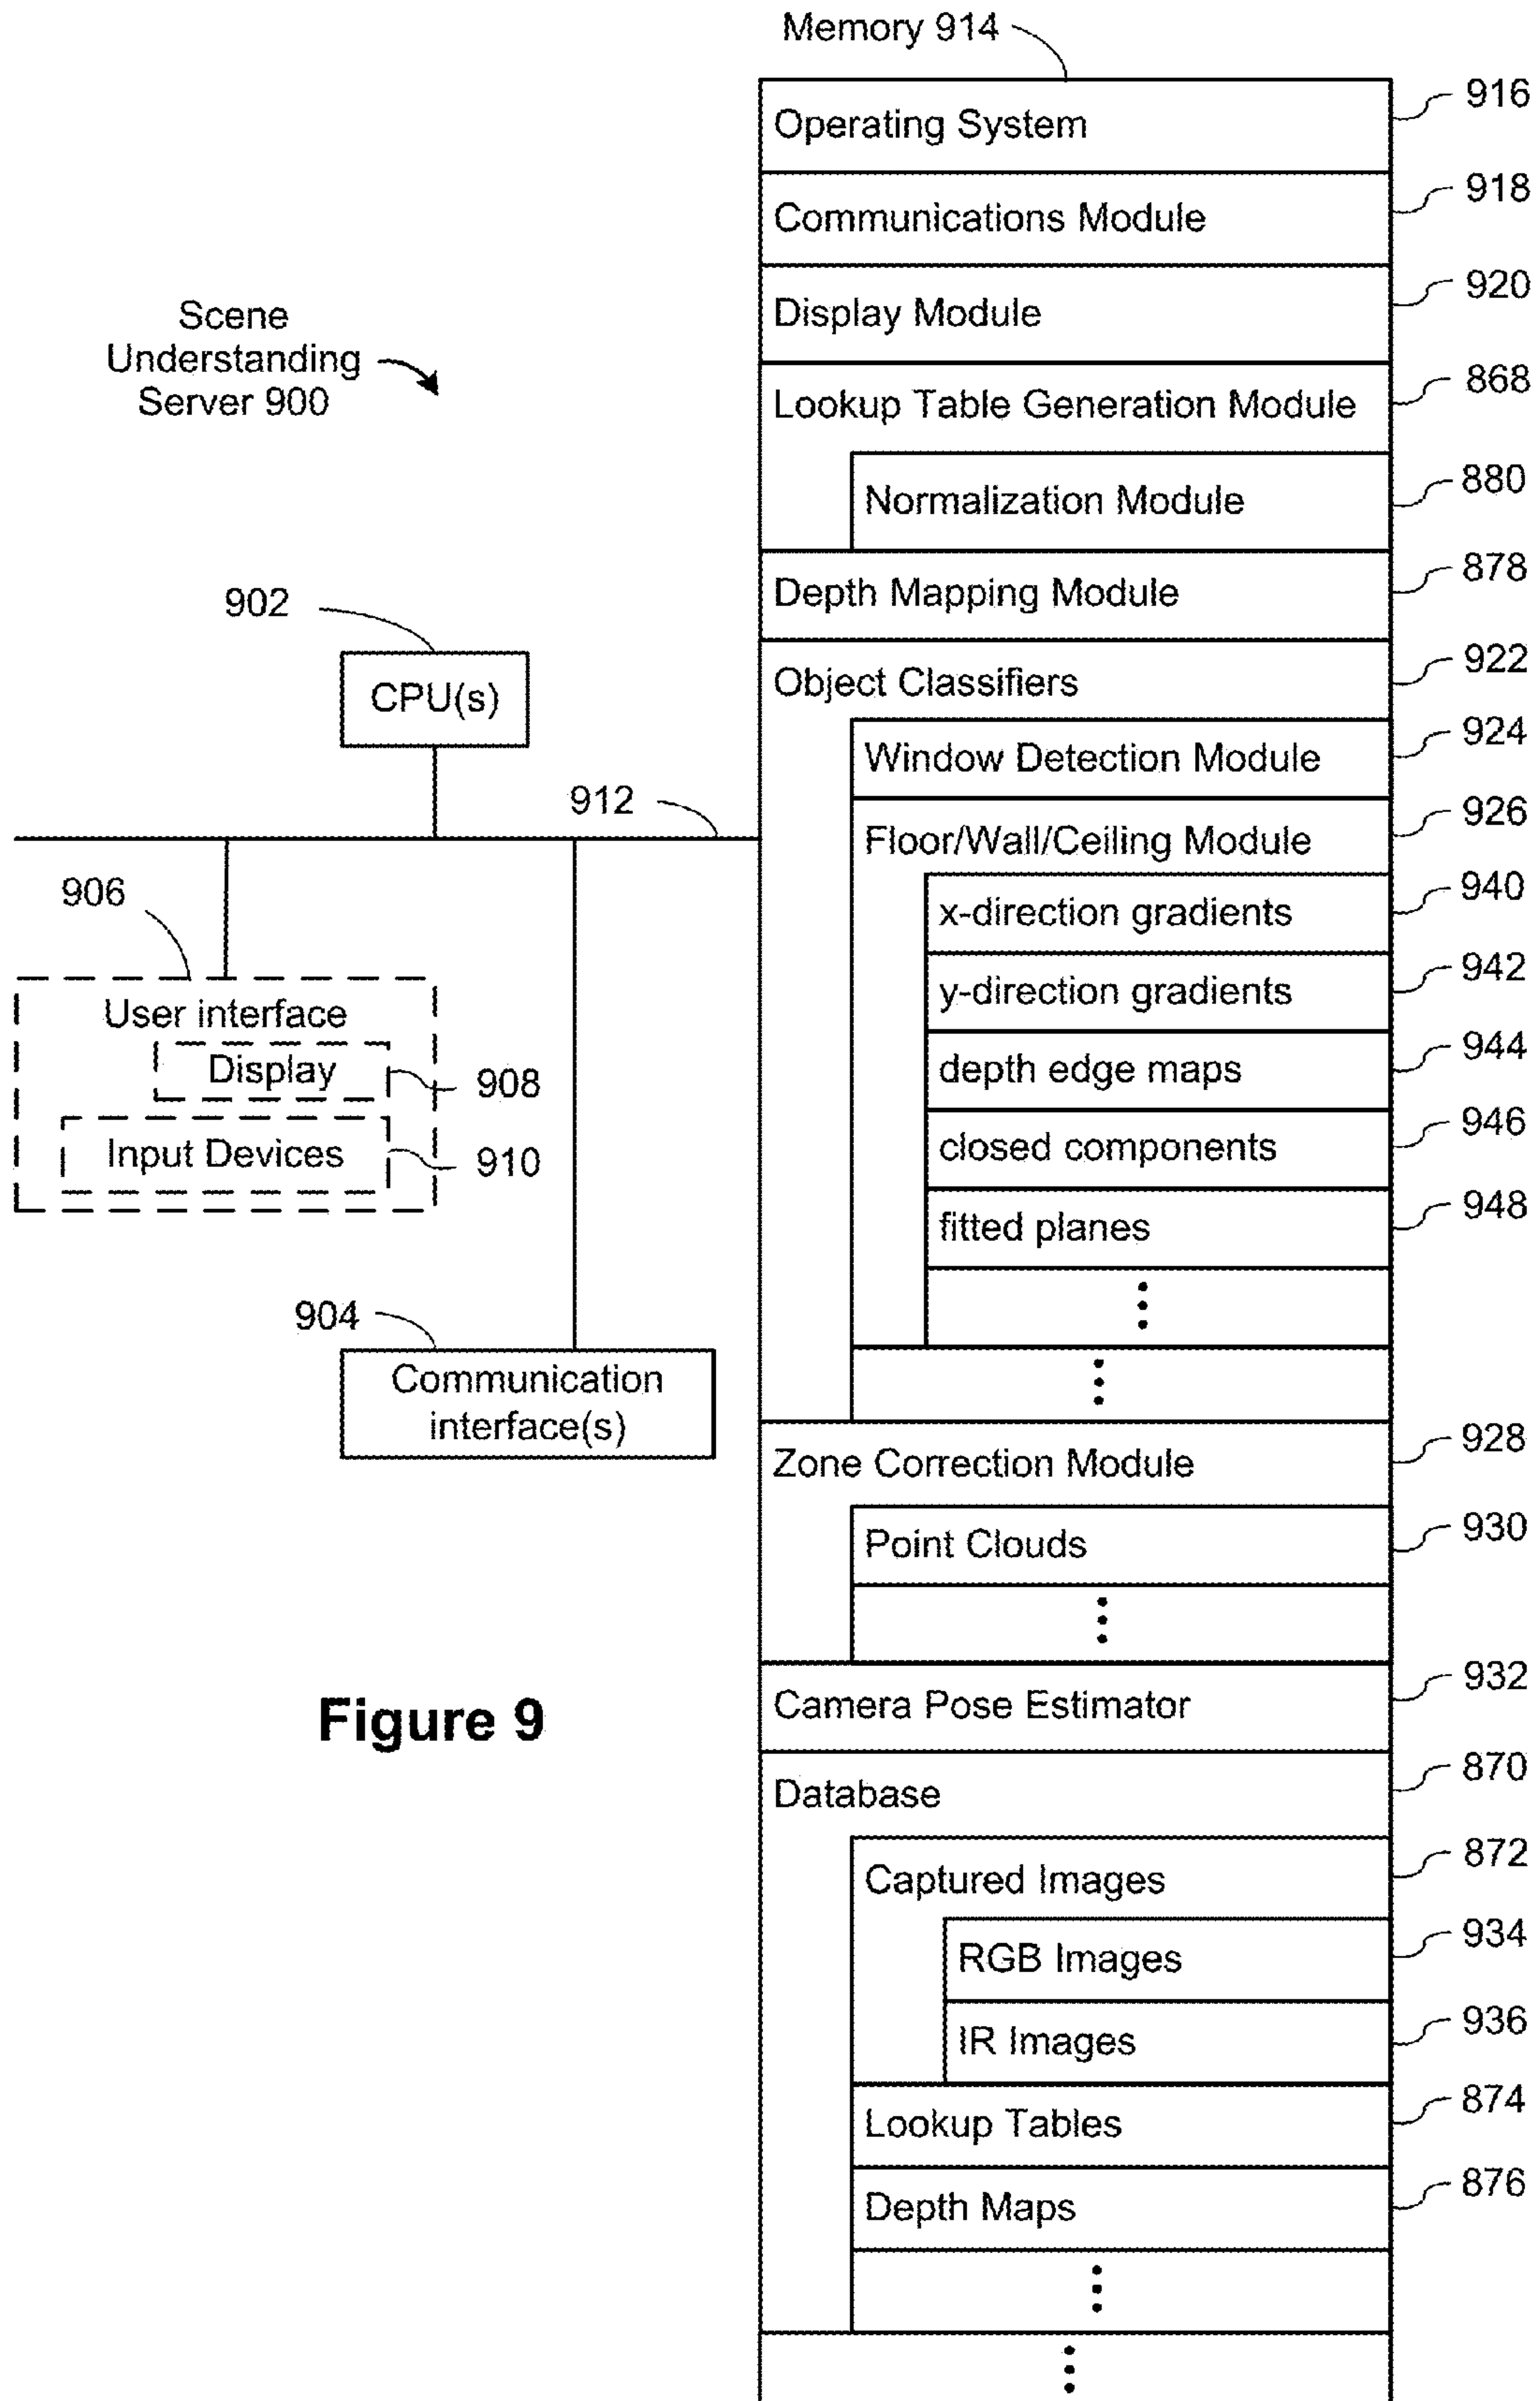 Memory 914
Operating System
916
Communications Module
918
Display Module
920
Lookup Table Generation Module
868
Normalization Module
880
Depth Mapping Module
878
Object Classifiers
922
Window Detection Module
924
Floor/Wall/Ceiling Module
926
x-direction gradients
940
y-direction gradients
942
depth edge maps
944
closed components
946
fitted planes
948
Zone Correction Module
928
Point Clouds
930
Camera Pose Estimator
932
Database
870
Captured Images
872
RGB Images
934
IR Images
936
Lookup Tables
874
Depth Maps
876
Scene
Understanding
Server 900
902
CPU(s)
912
906
User interface
Display
908
Input Devices
910
904
Communication
interface(s)
Figure 9